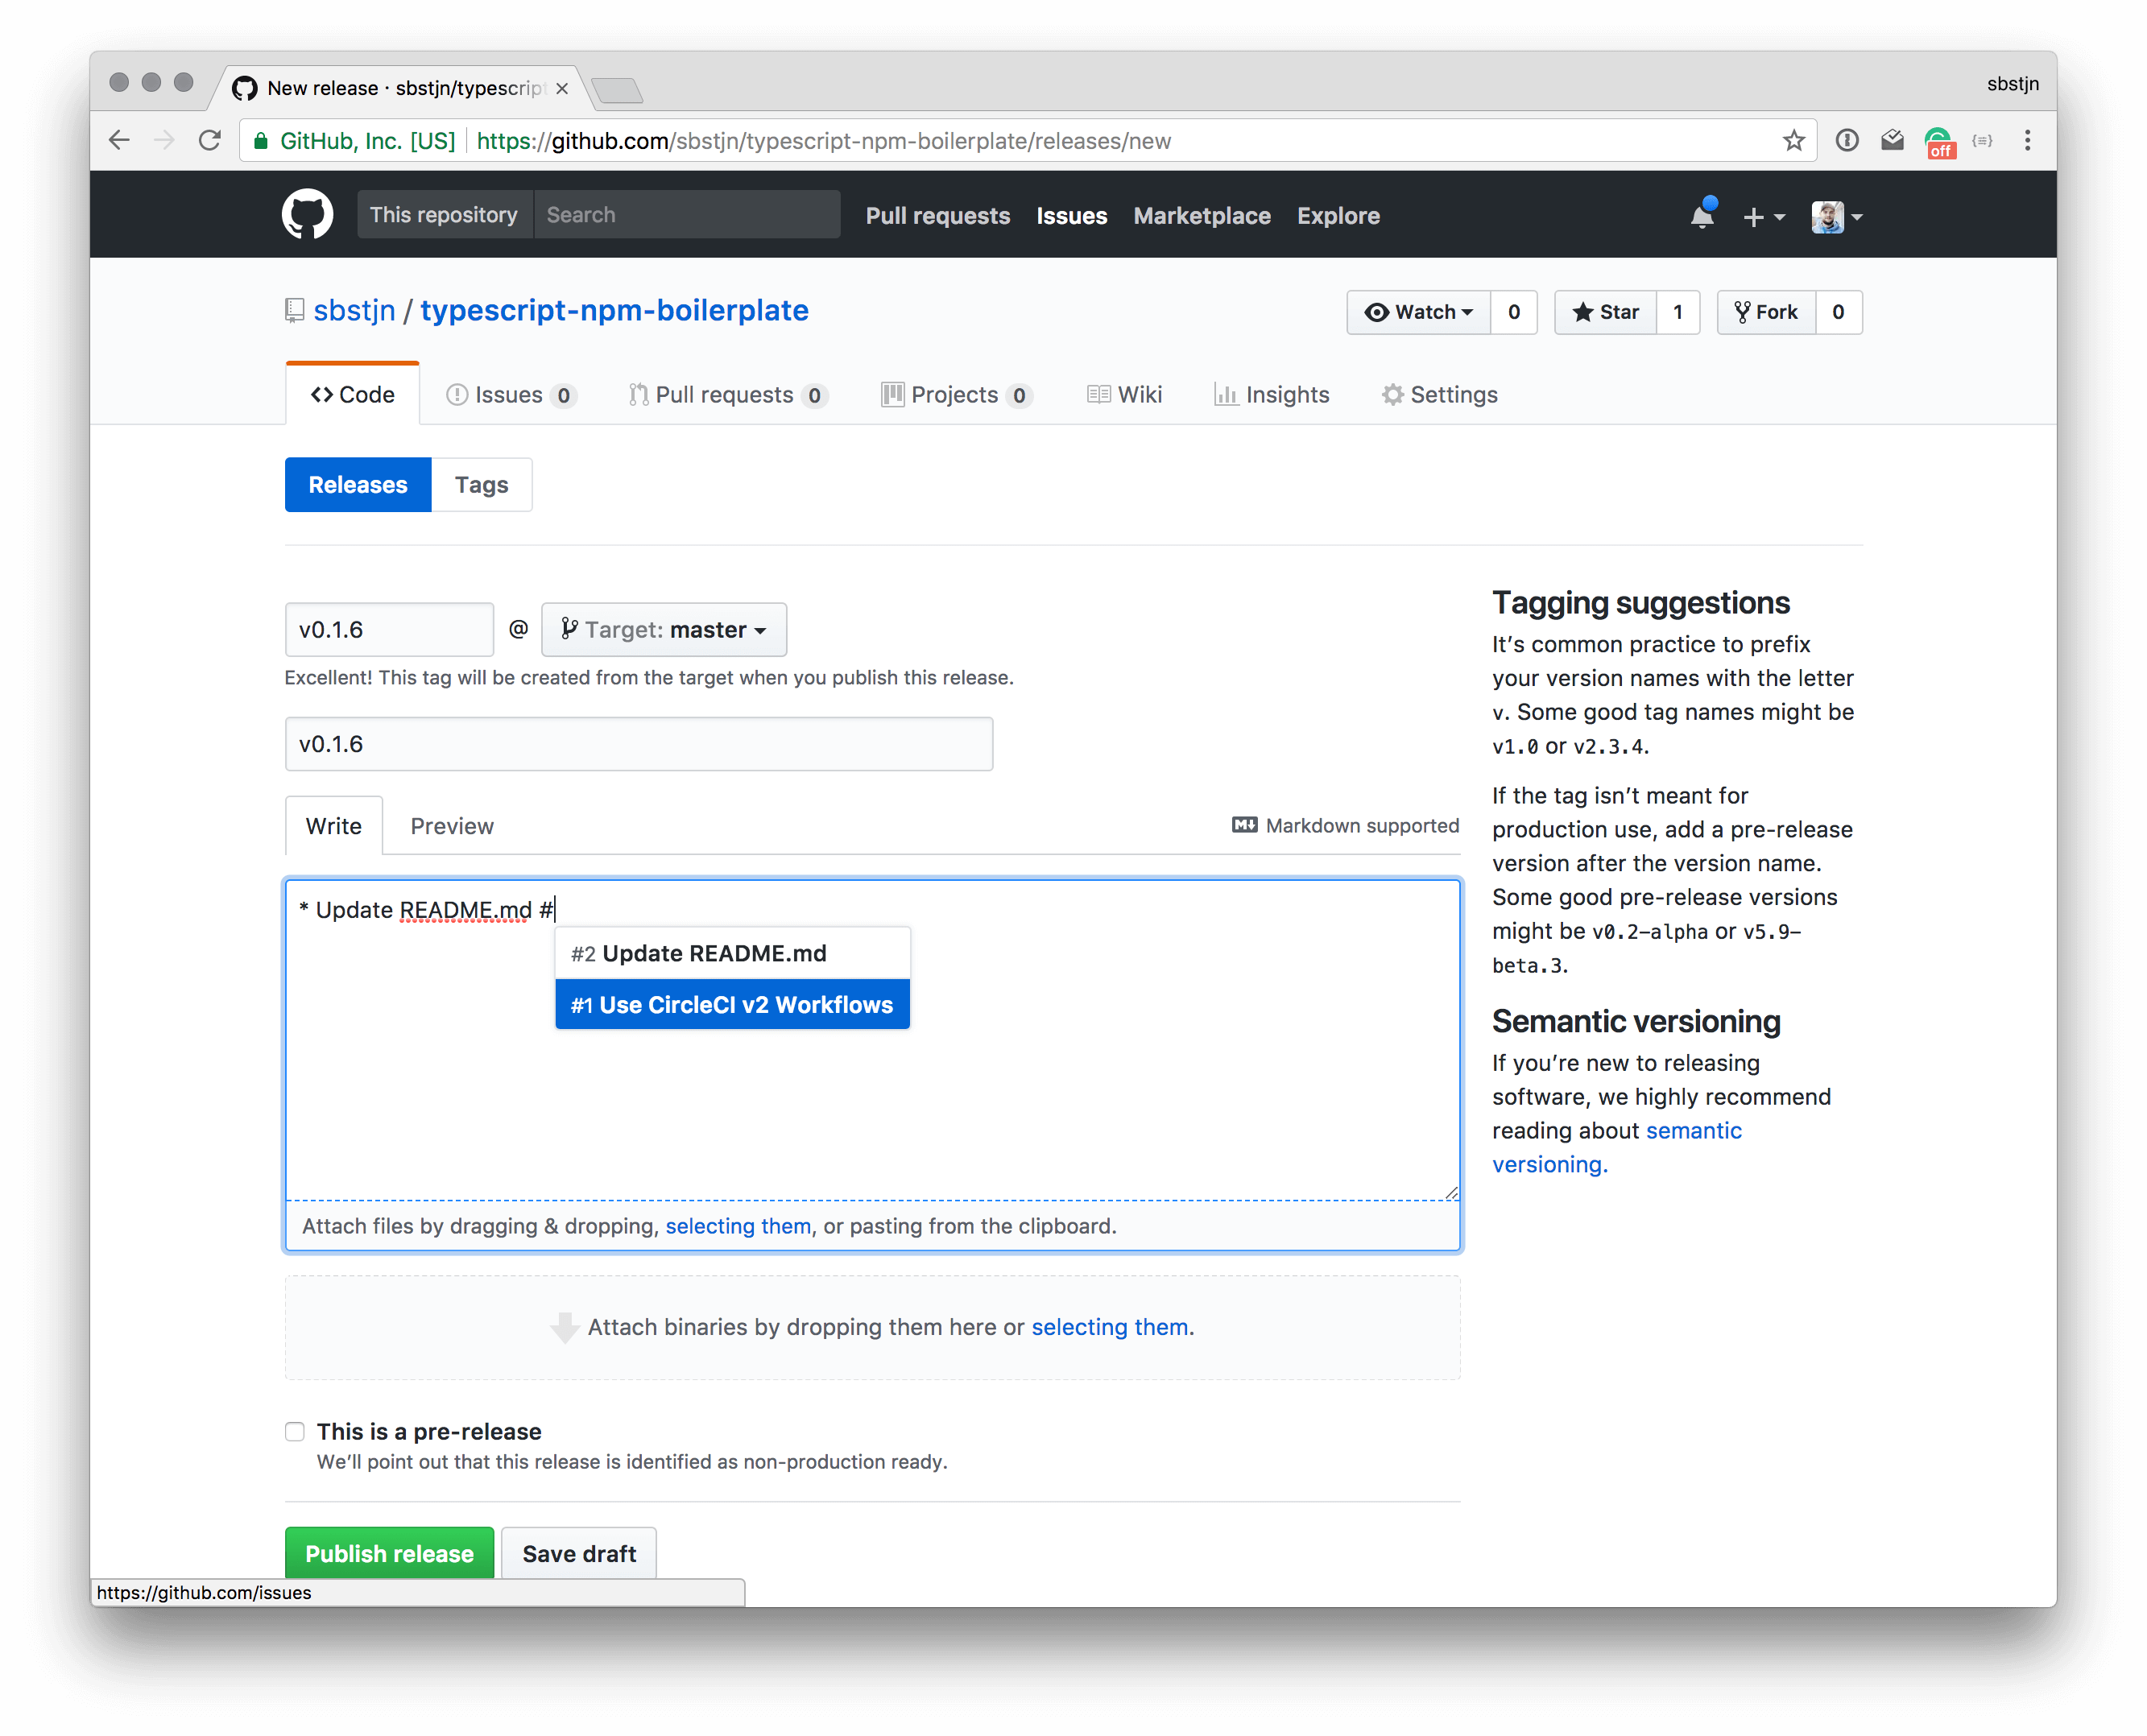 New release · sbstjn/typescrip
sbstjn
GitHub, Inc. [US] https://github.com/sbstjn/typescript-npm-boilerplate/releases/new
off
This repository Search Pull requests Issues Marketplace Explore
sbstjn / typescript-npm-boilerplate
Watch 0 Star 1 Fork 0
Code Issues 0 Pull requests 0 Projects 0 Wiki Insights Settings
Releases Tags
v0.1.6 @ Target: master
Excellent! This tag will be created from the target when you publish this release.
v0.1.6
Write Preview Markdown supported
* Update README.md #
#2 Update README.md
#1 Use CircleCI v2 Workflows
Attach files by dragging & dropping, selecting them, or pasting from the clipboard.
Attach binaries by dropping them here or selecting them.
This is a pre-release
We’ll point out that this release is identified as non-production ready.
Publish release Save draft
https://github.com/issues
Tagging suggestions
It’s common practice to prefix
your version names with the letter
v. Some good tag names might be
v1.0 or v2.3.4.
If the tag isn’t meant for
production use, add a pre-release
version after the version name.
Some good pre-release versions
might be v0.2-alpha or v5.9-
beta.3.
Semantic versioning
If you’re new to releasing
software, we highly recommend
reading about semantic
versioning.